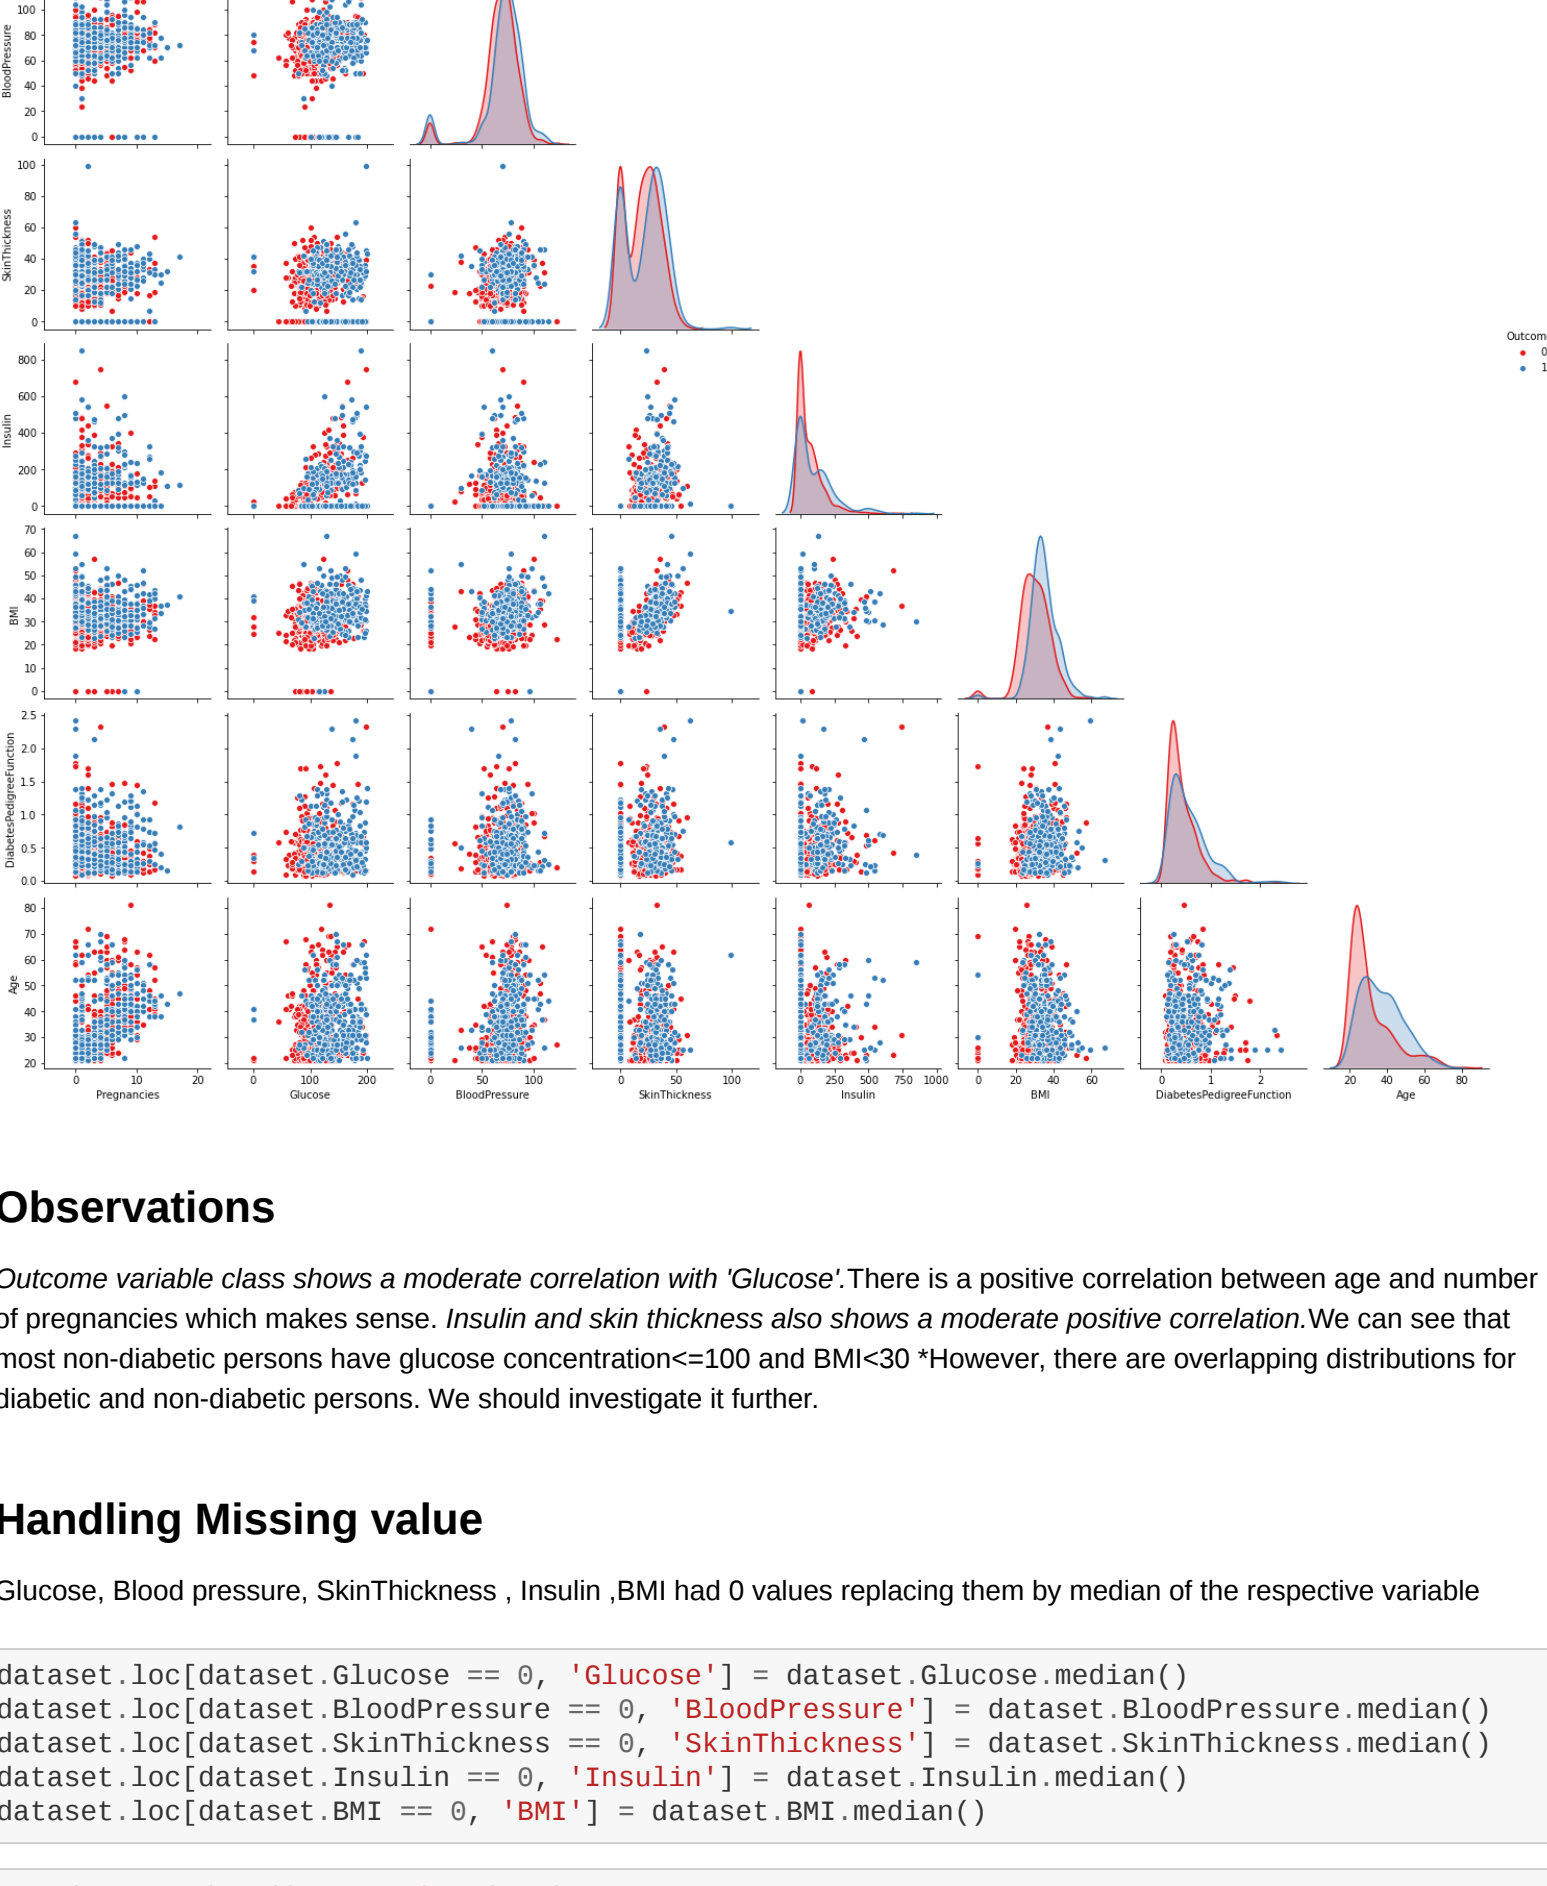 100
80
60
40
20
0
BloodPressure
100
80
60
40
20
0
SkinThickness
Outcome
0
1
800
600
400
200
0
Insulin
70
60
50
40
30
20
10
0
BMI
2.5
2.0
1.5
1.0
0.5
0.0
DiabetesPedigreeFunction
80
70
60
50
40
30
20
Age
0 10 20 0 100 200 0 50 100 0 50 100 0 250 500 750 1000 0 20 40 60 0 1 2 20 40 60 80
Pregnancies Glucose BloodPressure SkinThickness Insulin BMI DiabetesPedigreeFunction Age
Observations
Outcome variable class shows a moderate correlation with 'Glucose'.There is a positive correlation between age and number
of pregnancies which makes sense. Insulin and skin thickness also shows a moderate positive correlation.We can see that
most non-diabetic persons have glucose concentration<=100 and BMI<30 *However, there are overlapping distributions for
diabetic and non-diabetic persons. We should investigate it further.
Handling Missing value
Glucose, Blood pressure, SkinThickness , Insulin ,BMI had 0 values replacing them by median of the respective variable
dataset.loc[dataset.Glucose == 0, 'Glucose'] = dataset.Glucose.median()
dataset.loc[dataset.BloodPressure == 0, 'BloodPressure'] = dataset.BloodPressure.median()
dataset.loc[dataset.SkinThickness == 0, 'SkinThickness'] = dataset.SkinThickness.median()
dataset.loc[dataset.Insulin == 0, 'Insulin'] = dataset.Insulin.median()
dataset.loc[dataset.BMI == 0, 'BMI'] = dataset.BMI.median()